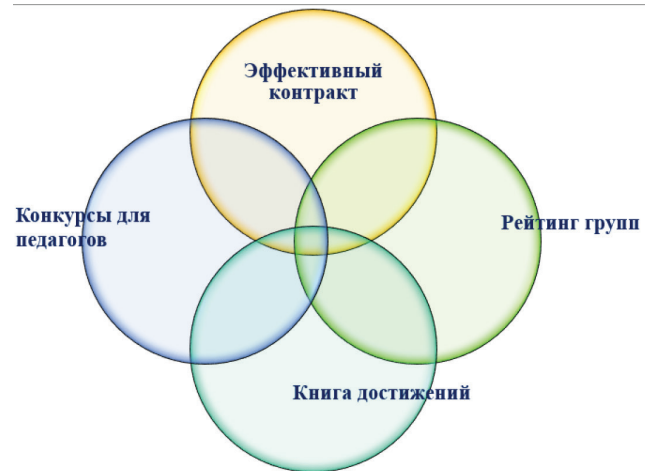 Эффективный
контракт
Конкурсы для
педагогов
Рейтинг групп
Книга достижений